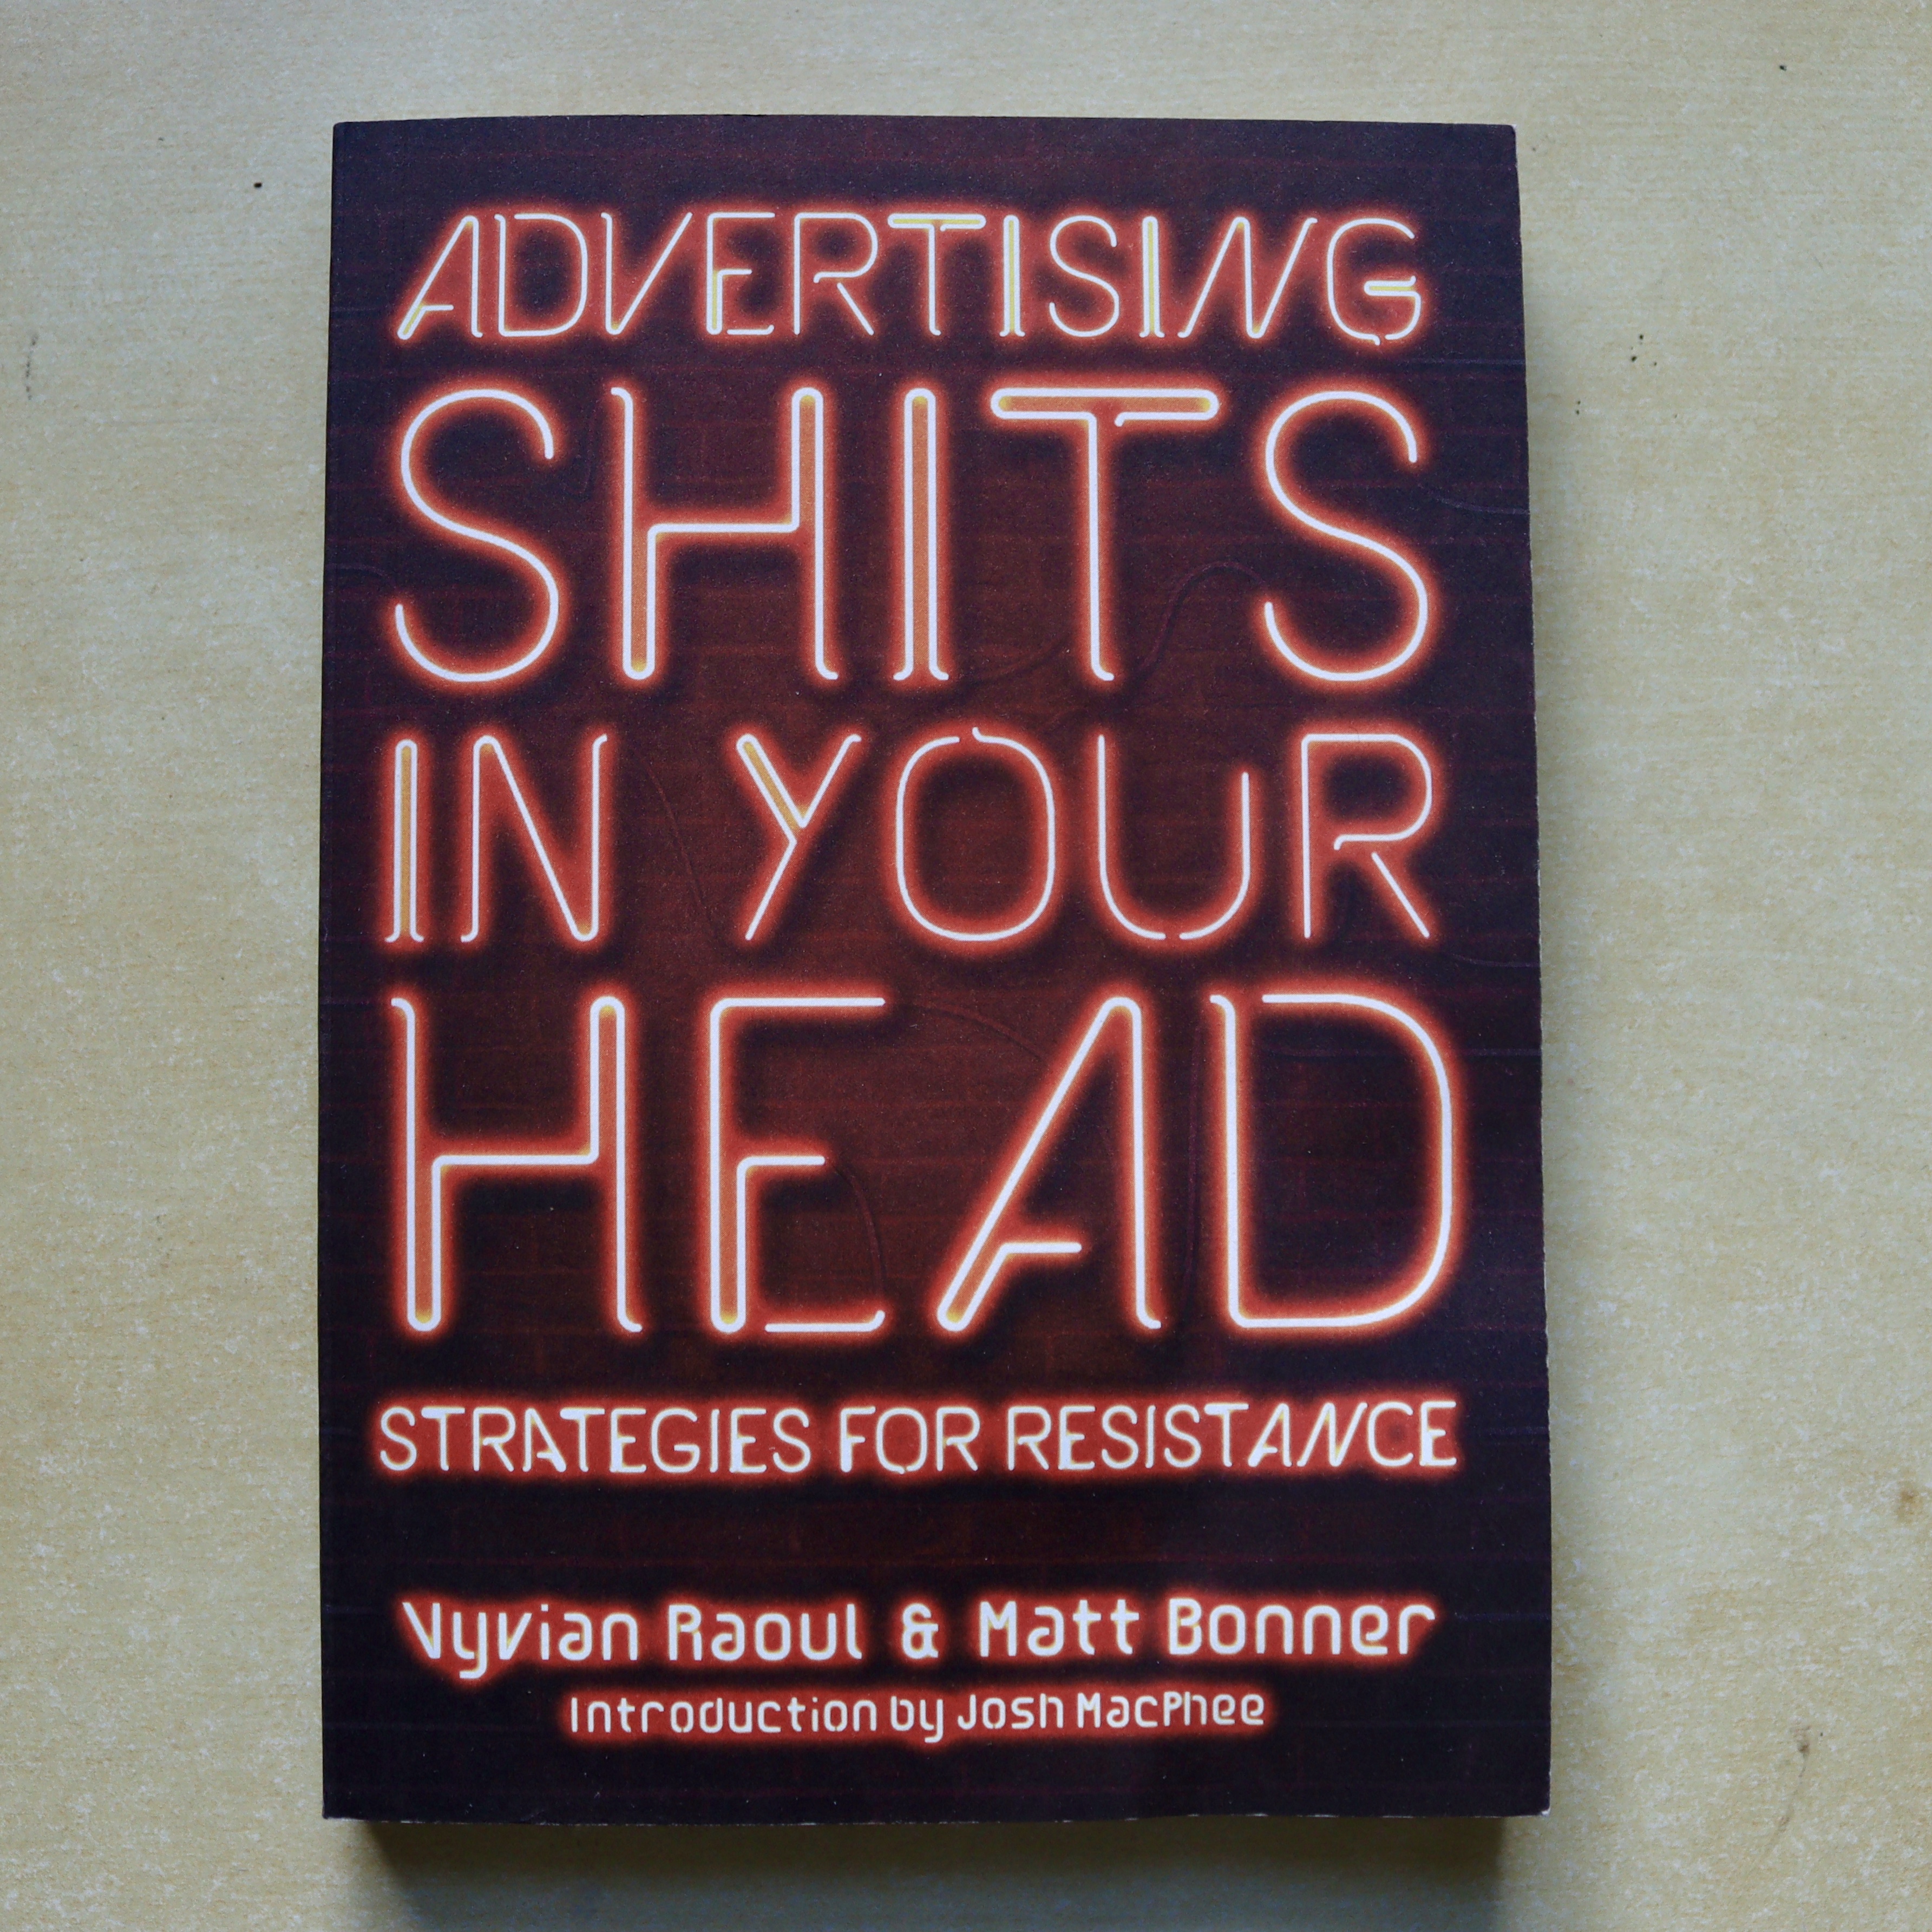 ADVERTISING
SHITS
IN YOUR
HEAD
STRATEGIES FOR RESISTANCE
Vyvian Raoul & Matt Bonner
Introduction by Josh MacPhee